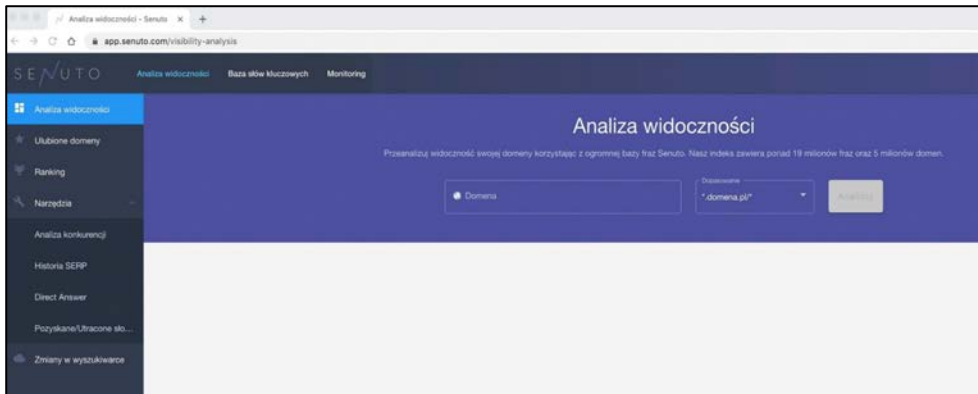 Analiza widoczności - Senuto
app.senuto.com/visibility-analysis
SENUTO
Analiza widoczności
Baza słów kluczowych
Monitoring
Analiza widoczności
Ulubione domeny
Ranking
Narzędzia
Analiza konkurencji
Historia SERP
Direct Answer
Pozyskane/Utracone sło...
Zmiany w wyszukiwarce
Analiza widoczności
Przeanalizuj widoczność swojej domeny korzystając z ogromnej bazy fraz Senuto. Nasz indeks zawiera ponad 19 milionów fraz oraz 5 milionów domen.
Domena
Dopasowanie
*.domena.pl/*
Analizuj